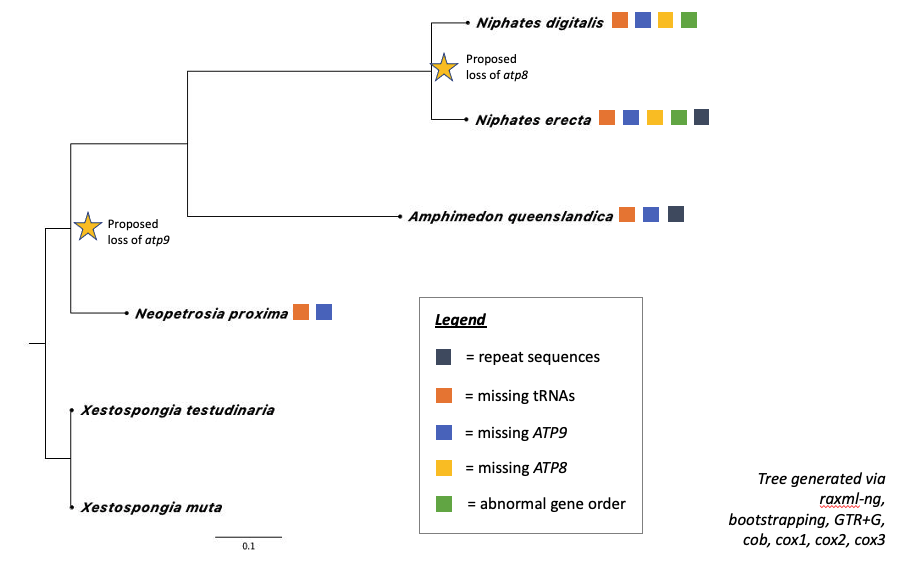 Niphates digitalis
Proposed
loss of atp8
Niphates erecta
Amphimedon queenslandica
Proposed
loss of atp9
Neopetrosia proxima
Legend
= repeat sequences
= missing tRNAs
= missing ATP9
= missing ATP8
= abnormal gene order
Xestospongia testudinaria
Xestospongia muta
0.1
Tree generated via
raxml-ng,
bootstrapping, GTR+G,
cob, cox1, cox2, cox3